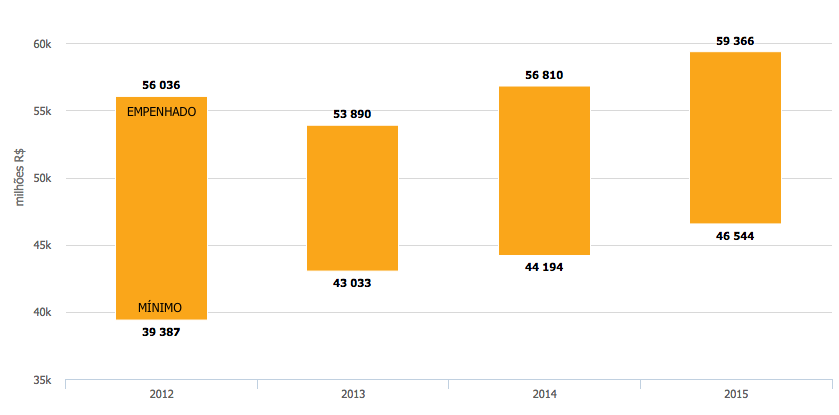 60k
55k
50k
45k
40k
35k
milhões R$
56 036
EMPENHADO
MÍNIMO
39 387
53 890
43 033
56 810
44 194
59 366
46 544
2012
2013
2014
2015